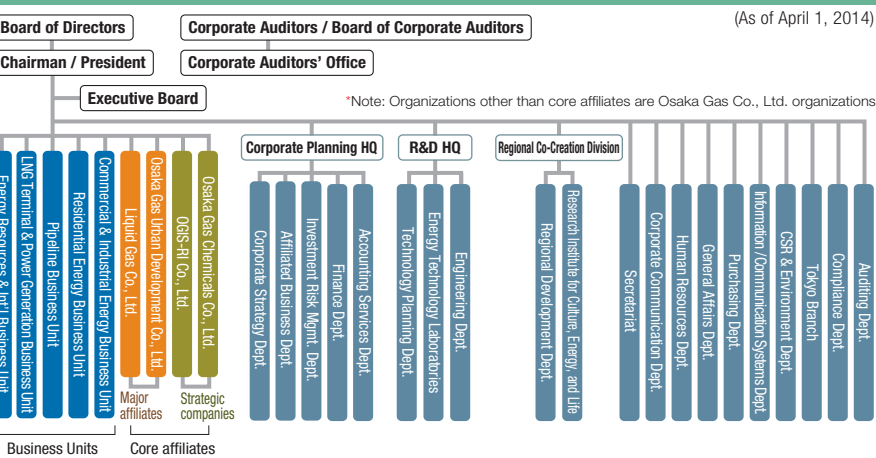 (As of April 1, 2014)
Board of Directors
Corporate Auditors / Board of Corporate Auditors
Chairman / President
Corporate Auditors' Office
Executive Board
*Note: Organizations other than core affiliates are Osaka Gas Co., Ltd. organizations
Corporate Planning HQ
R&D HQ
Regional Co-Creation Division
Energy Resources & Int'l Business Unit
LNG Terminal & Power Generation Business Unit
Pipeline Business Unit
Residential Energy Business Unit
Commercial & Industrial Energy Business Unit
Liquid Gas Co., Ltd.
Osaka Gas Urban Development Co., Ltd.
OGIS-RI Co., Ltd.
Osaka Gas Chemicals Co., Ltd.
Corporate Strategy Dept.
Affiliated Business Dept.
Investment Risk Mgmt. Dept.
Finance Dept.
Accounting Services Dept.
Technology Planning Dept.
Energy Technology Laboratories
Engineering Dept.
Regional Development Dept.
Research Institute for Culture, Energy, and Life
Secretariat
Corporate Communication Dept.
Human Resources Dept.
General Affairs Dept.
Purchasing Dept.
Information /Communication Systems Dept.
CSR & Environment Dept.
Tokyo Branch
Compliance Dept.
Auditing Dept.
Major
affiliates
Strategic
companies
Business Units
Core affiliates